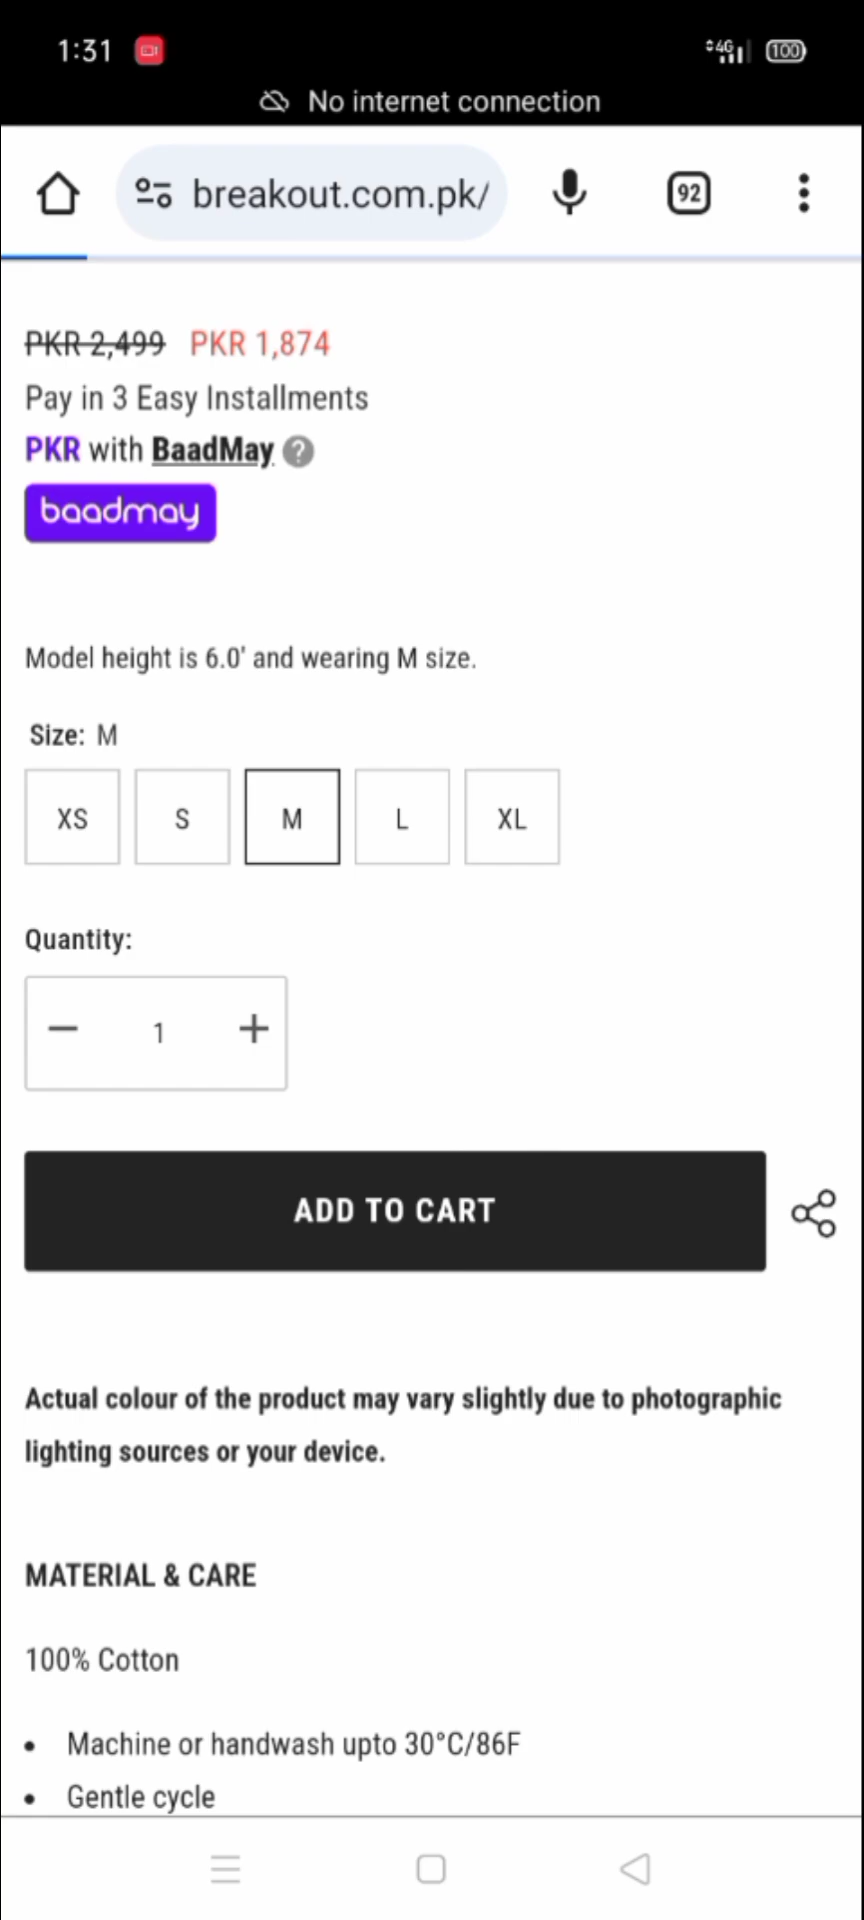 1:31
4G
100
No internet connection
breakout.com.pk/
92
PKR 2,499 PKR 1,874
Pay in 3 Easy Installments
PKR with BaadMay ?
baadmay
Model height is 6.0' and wearing M size.
Size: M
XS S M L XL
Quantity:
− 1 +
ADD TO CART
Actual colour of the product may vary slightly due to photographic
lighting sources or your device.
MATERIAL & CARE
100% Cotton
• Machine or handwash upto 30°C/86F
• Gentle cycle